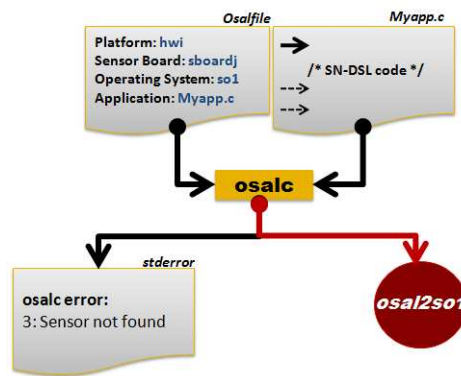 Osalfile
Myapp.c
Platform: hwi
Sensor Board: sboardj
Operating System: so1
Application: Myapp.c
/* SN-DSL code */
osalc
stderror
osalc error:
3: Sensor not found
osal2so1